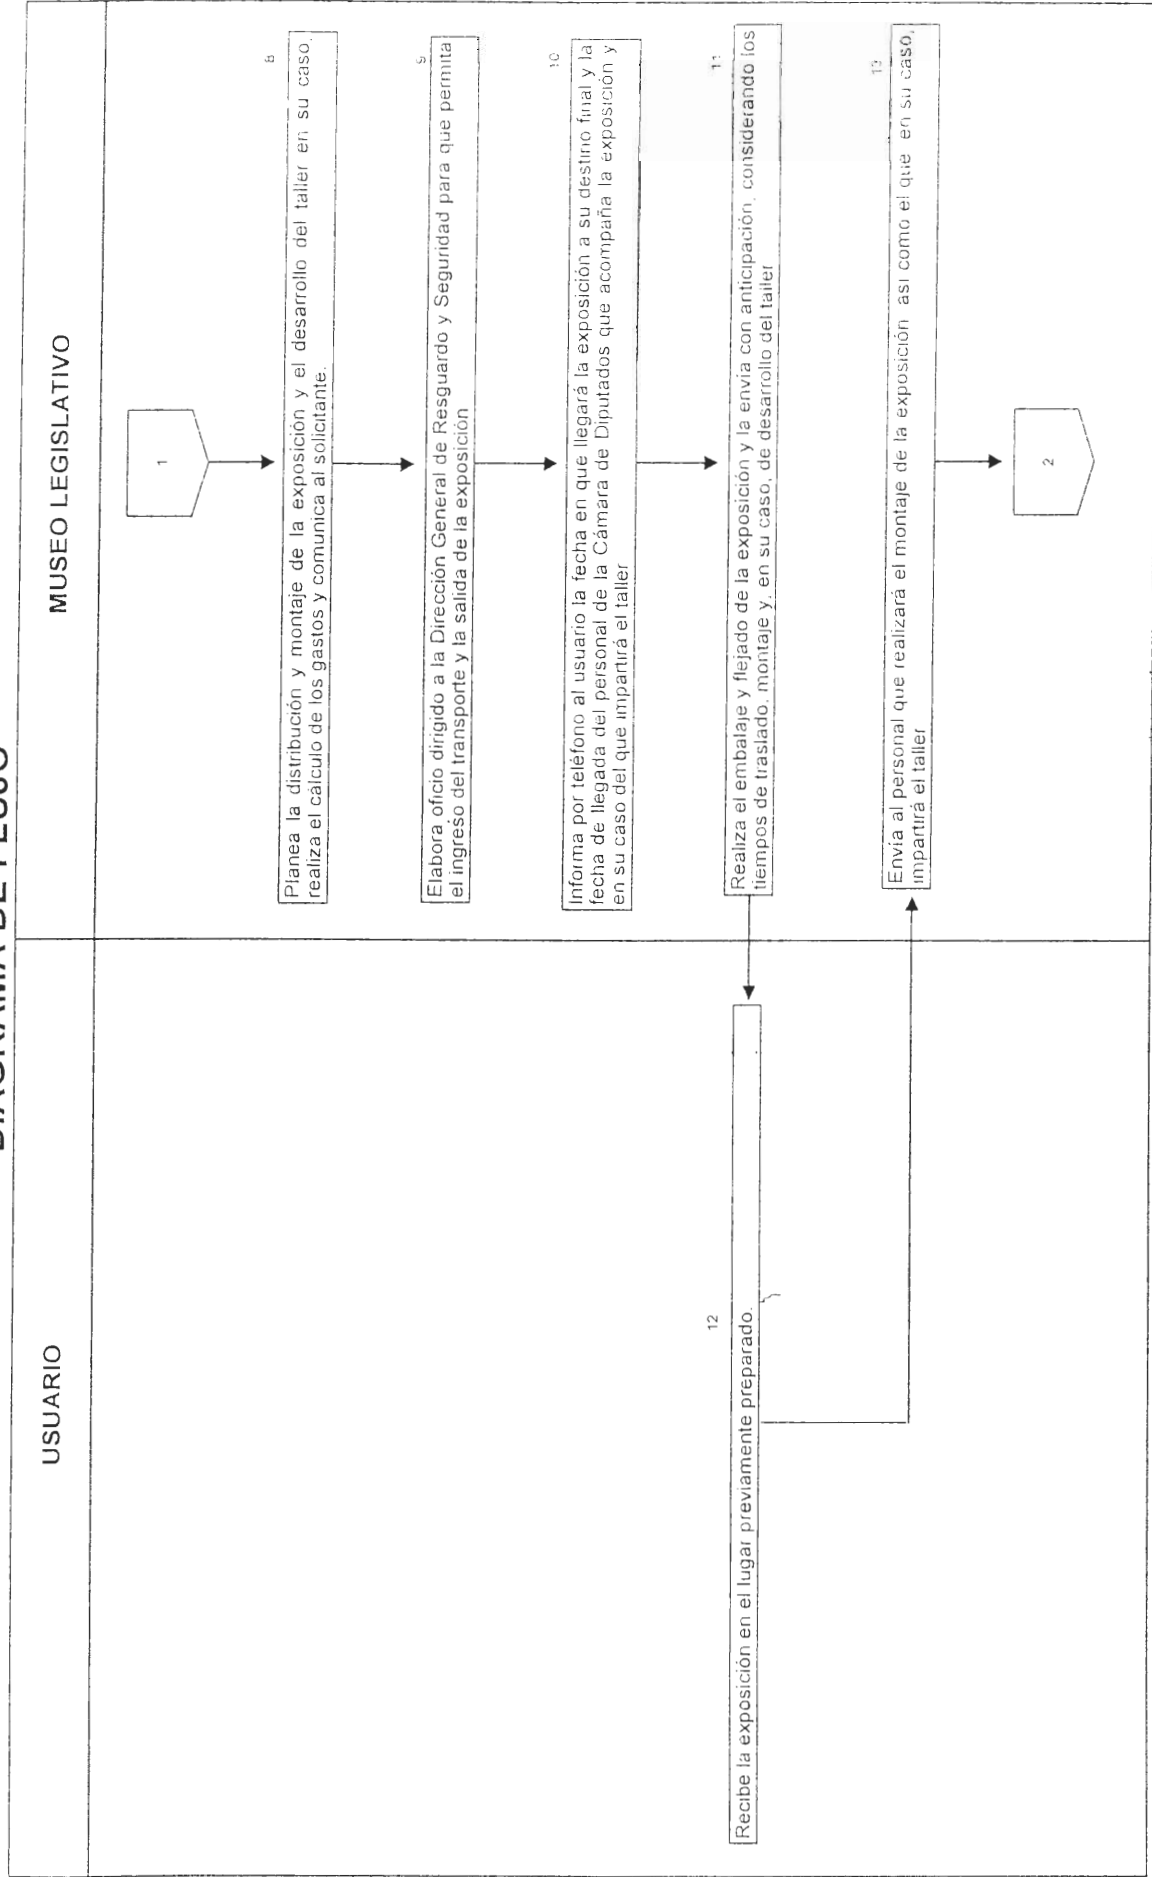 DIAGRAMA DE FLUJO
USUARIO
MUSEO LEGISLATIVO
1
8
Planea la distribución y montaje de la exposición y el desarrollo del taller en su caso.
realiza el cálculo de los gastos y comunica al solicitante.
9
Elabora oficio dirigido a la Dirección General de Resguardo y Seguridad para que permita
el ingreso del transporte y la salida de la exposición
10
Informa por teléfono al usuario la fecha en que llegará la exposición a su destino final y la
fecha de llegada del personal de la Cámara de Diputados que acompaña la exposición y
en su caso del que impartirá el taller
11
Realiza el embalaje y flejado de la exposición y la envia con anticipación, considerando los
tiempos de traslado, montaje y, en su caso, de desarrollo del taller
12
Recibe la exposición en el lugar previamente preparado.
13
Envia al personal que realizará el montaje de la exposición asi como el que en su caso,
impartirá el taller
2